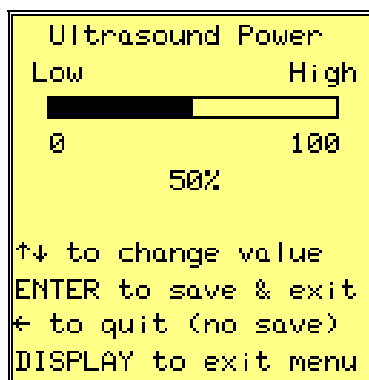 Ultrasound Power
Low High
0 100
50%
↑↓ to change value
ENTER to save & exit
← to quit (no save)
DISPLAY to exit menu